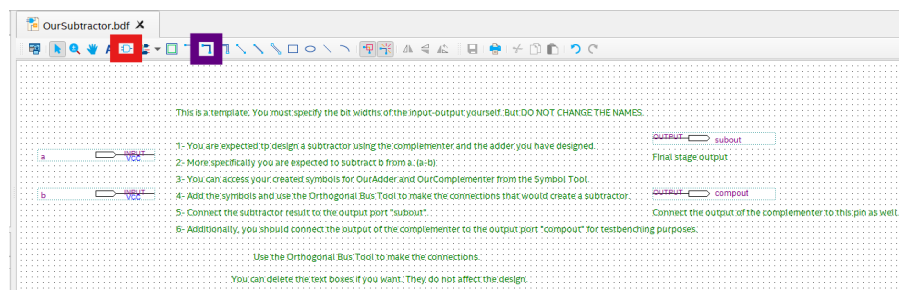 OurSubtractor.bdf
This is a template. You must specify the bit widths of the input-output yourself. But DO NOT CHANGE THE NAMES.
OUTPUT subout
1- You are expected tp design a subtractor using the complementer and the adder you have designed.
a INPUT VCC
Final stage output
2- More specifically you are expected to subtract b from a. (a-b)
3- You can access your created symbols for OurAdder and OurComplementer from the Symbol Tool.
b INPUT VCC
4- Add the symbols and use the Orthogonal Bus Tool to make the connections that would create a subtractor.
OUTPUT compout
5- Connect the subtractor result to the output port "subout".
Connect the output of the complementer to this pin as well
6- Additionally, you should connect the output of the complementer to the output port "compout" for testbenching purposes.
Use the Orthogonal Bus Tool to make the connections.
You can delete the text boxes if you want. They do not affect the design.